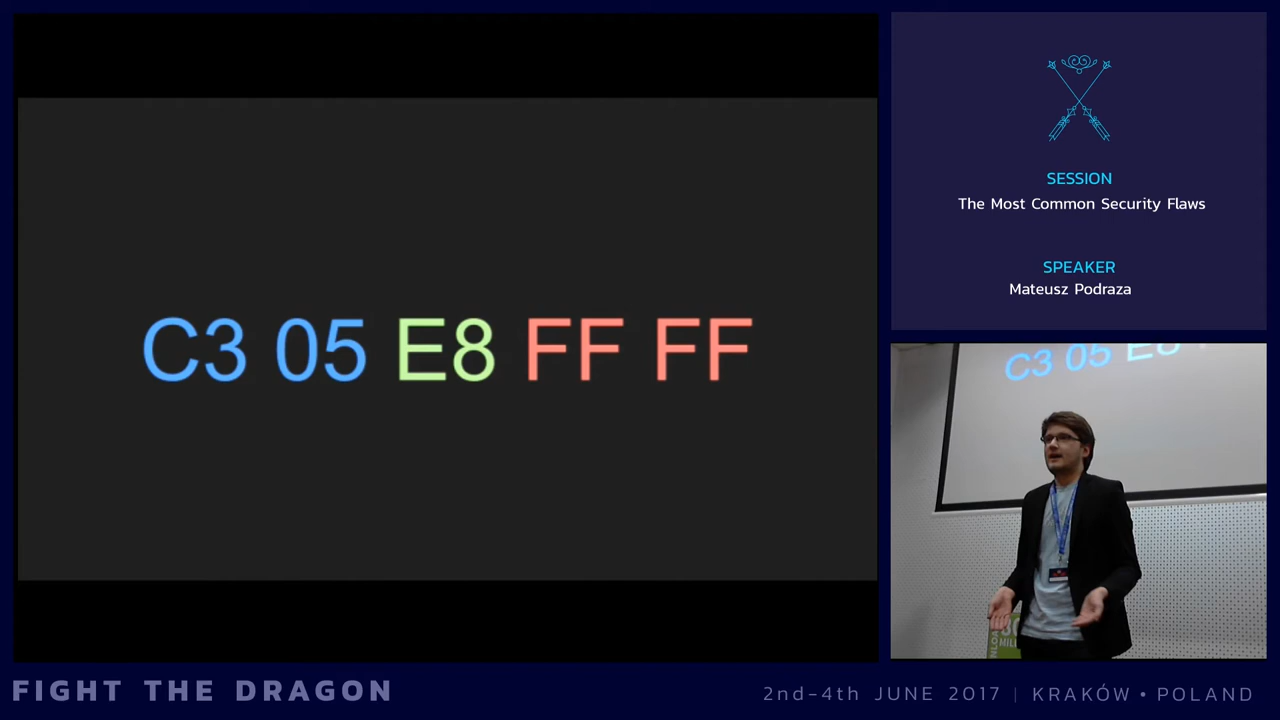 C3 05 E8 FF FF
SESSION
The Most Common Security Flaws
SPEAKER
Mateusz Podraza
C3 05 E8
FIGHT THE DRAGON
2nd-4th JUNE 2017 | KRAKÓW • POLAND